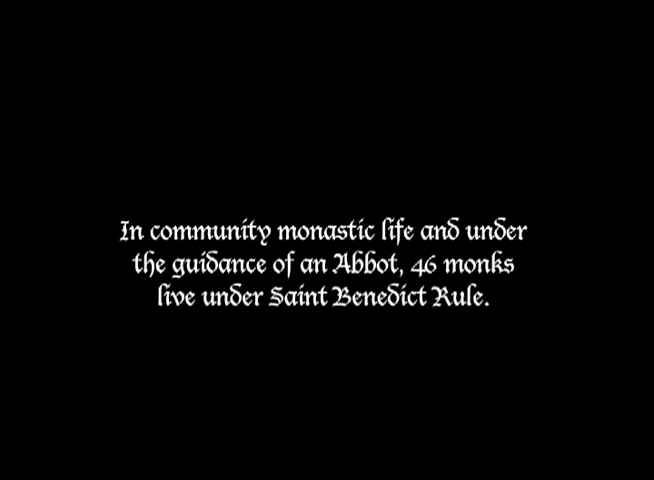 In community monastic life and under
the guidance of an Abbot, 46 monks
live under Saint Benedict Rule.